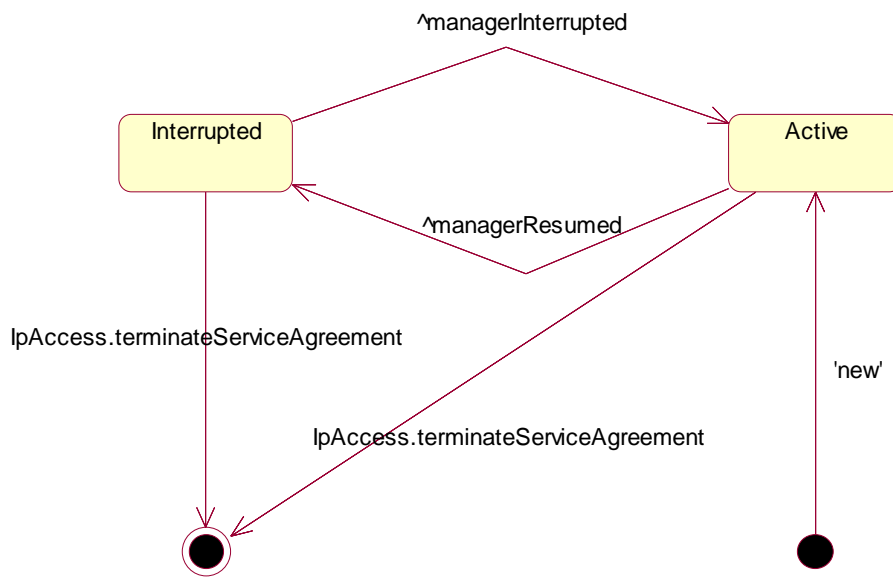 ^managerInterrupted
Interrupted
Active
^managerResumed
IpAccess.terminateServiceAgreement
'new'
IpAccess.terminateServiceAgreement